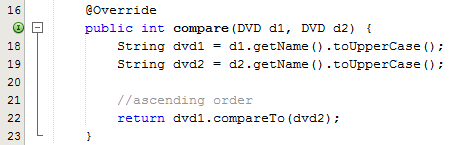 16 @Override
public int compare(DVD d1, DVD d2) {
18 String dvd1 = d1.getName().toUpperCase();
19 String dvd2 = d2.getName().toUpperCase();
20
21 //ascending order
22 return dvd1.compareTo(dvd2);
23 }